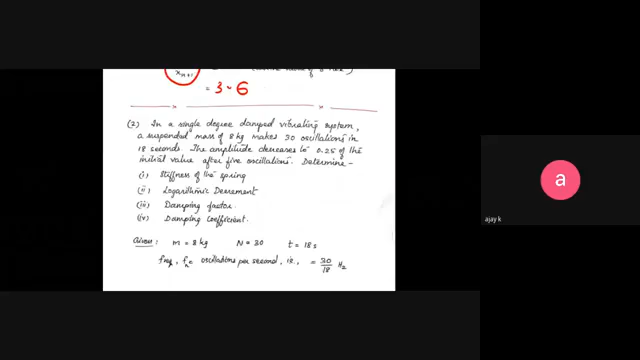 x n+1
= 3.6
x x
(2) In a single degree damped vibrating system,
a suspended mass of 8 kg makes 30 oscillations in
18 seconds. The amplitude decreases to 0.25 of the
initial value after five oscillations. Determine -
(i) Stiffness of the spring
(ii) Logarithmic Decrement
(iii) Damping factor.
(iv) Damping Coefficient.
Given: m = 8 kg N = 30 t = 18 s
freq, fn = oscillations per second, i.e., = 30/18 Hz
a
ajay k